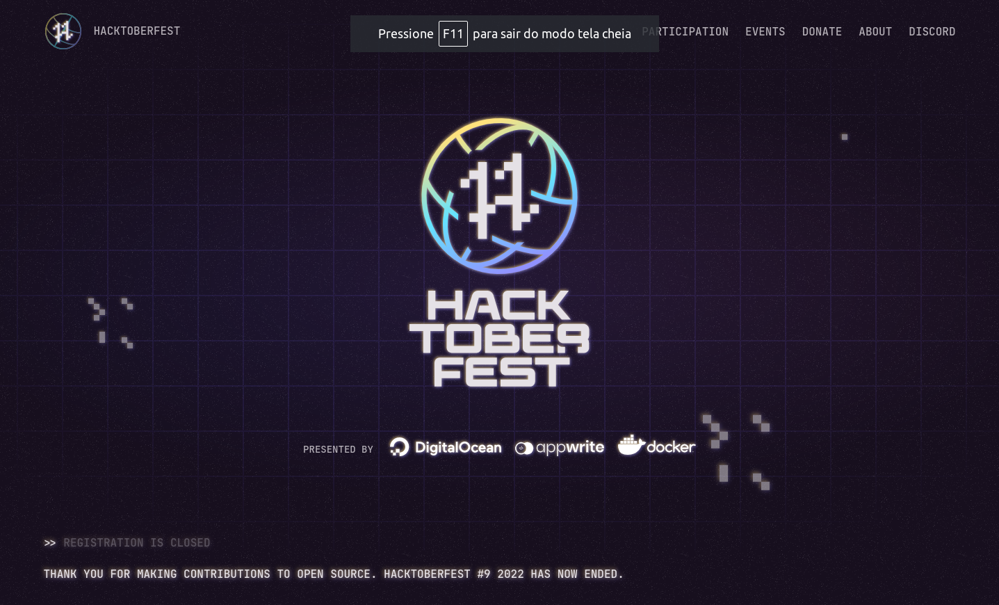 HACKTOBERFEST
Pressione F11 para sair do modo tela cheia
PARTICIPATION EVENTS DONATE ABOUT DISCORD
HACK
TOBER
FEST
PRESENTED BY DigitalOcean appwrite docker
>> REGISTRATION IS CLOSED
THANK YOU FOR MAKING CONTRIBUTIONS TO OPEN SOURCE. HACKTOBERFEST #9 2022 HAS NOW ENDED.